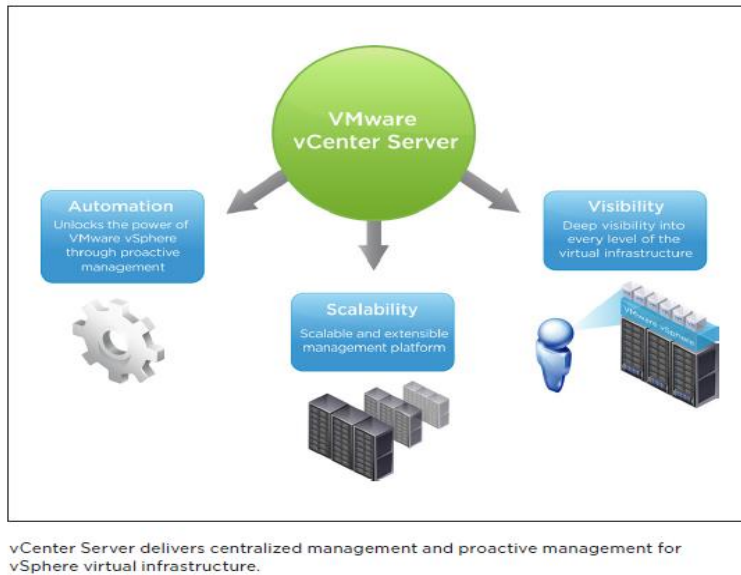 VMware
vCenter Server
Automation
Unlocks the power of
VMware vSphere
through proactive
management
Scalability
Scalable and extensible
management platform
Visibility
Deep visibility into
every level of the
virtual infrastructure
VMware vSphere
vCenter Server delivers centralized management and proactive management for
vSphere virtual infrastructure.